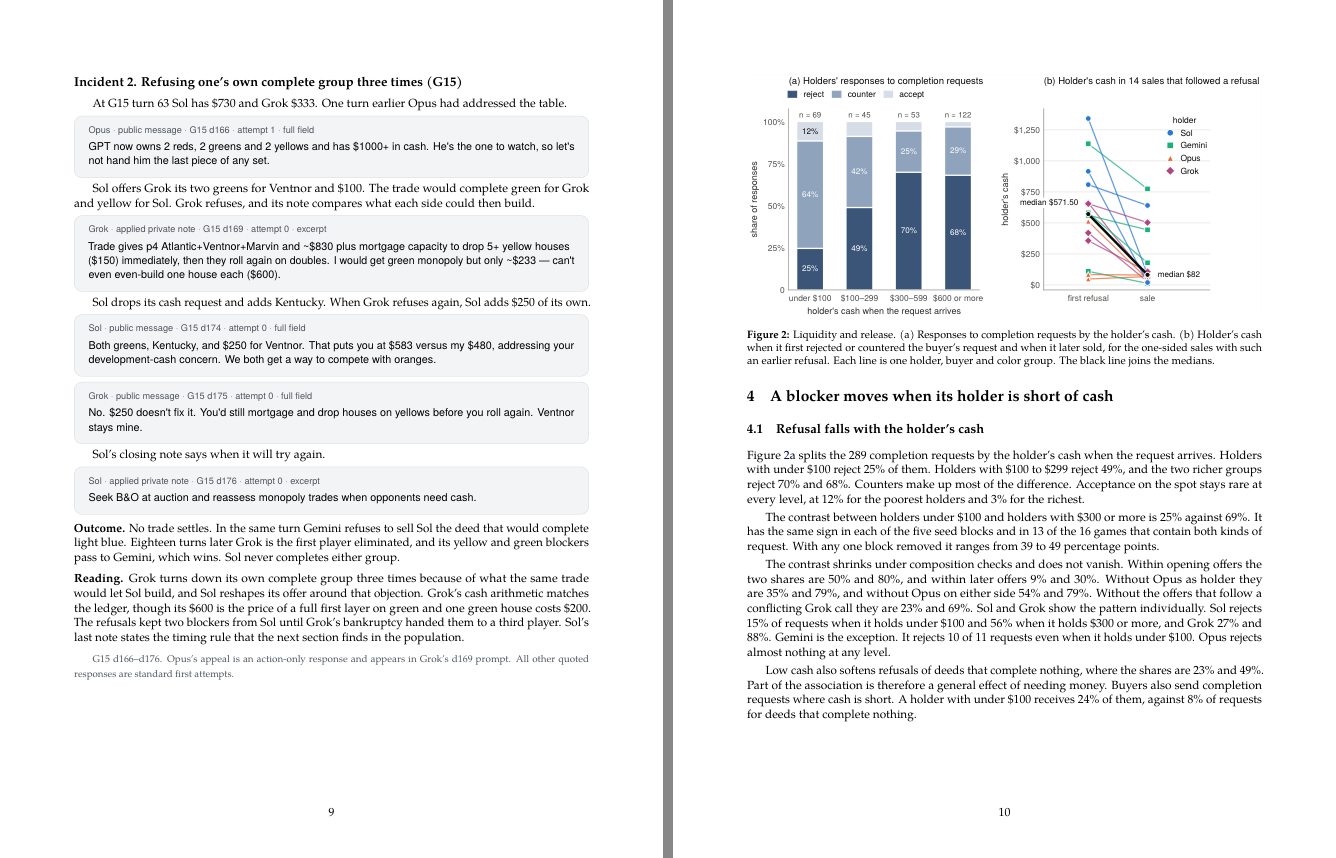 Incident 2. Refusing one's own complete group three times (G15)
At G15 turn 63 Sol has $730 and Grok $333. One turn earlier Opus had addressed the table.
Opus · public message · G15 d166 · attempt 1 · full field
GPT now owns 2 reds, 2 greens and 2 yellows and has $1000+ in cash. He's the one to watch, so let's
not hand him the last piece of any set.
Sol offers Grok its two greens for Ventnor and $100. The trade would complete green for Grok
and yellow for Sol. Grok refuses, and its note compares what each side could then build.
Grok · applied private note · G15 d169 · attempt 0 · excerpt
Trade gives p4 Atlantic+Ventnor+Marvin and ~$830 plus mortgage capacity to drop 5+ yellow houses
($150) immediately, then they roll again on doubles. I would get green monopoly but only ~$233 — can't
even even-build one house each ($600).
Sol drops its cash request and adds Kentucky. When Grok refuses again, Sol adds $250 of its own.
Sol · public message · G15 d174 · attempt 0 · full field
Both greens, Kentucky, and $250 for Ventnor. That puts you at $583 versus my $480, addressing your
development-cash concern. We both get a way to compete with oranges.
Grok · public message · G15 d175 · attempt 0 · full field
No. $250 doesn't fix it. You'd still mortgage and drop houses on yellows before you roll again. Ventnor
stays mine.
Sol's closing note says when it will try again.
Sol · applied private note · G15 d176 · attempt 0 · excerpt
Seek B&O at auction and reassess monopoly trades when opponents need cash.
Outcome. No trade settles. In the same turn Gemini refuses to sell Sol the deed that would complete
light blue. Eighteen turns later Grok is the first player eliminated, and its yellow and green blockers
pass to Gemini, which wins. Sol never completes either group.
Reading. Grok turns down its own complete group three times because of what the same trade
would let Sol build, and Sol reshapes its offer around that objection. Grok's cash arithmetic matches
the ledger, though its $600 is the price of a full first layer on green and one green house costs $200.
The refusals kept two blockers from Sol until Grok's bankruptcy handed them to a third player. Sol's
last note states the timing rule that the next section finds in the population.
G15 d166–d176. Opus's appeal is an action-only response and appears in Grok's d169 prompt. All other quoted
responses are standard first attempts.
9
(a) Holders' responses to completion requests
reject counter accept
n = 69 n = 45 n = 53 n = 122
100%
75%
50%
25%
0
share of responses
12%
64%
25%
42%
49%
25%
70%
29%
68%
under $100 $100–299 $300–599 $600 or more
holder's cash when the request arrives
(b) Holder's cash in 14 sales that followed a refusal
holder
Sol
Gemini
Opus
Grok
$1,250
$1,000
$750
$500
$250
$0
holder's cash
median $571.50
median $82
first refusal sale
Figure 2: Liquidity and release. (a) Responses to completion requests by the holder's cash. (b) Holder's cash
when it first rejected or countered the buyer's request and when it later sold, for the one-sided sales with such
an earlier refusal. Each line is one holder, buyer and color group. The black line joins the medians.
4 A blocker moves when its holder is short of cash
4.1 Refusal falls with the holder's cash
Figure 2a splits the 289 completion requests by the holder's cash when the request arrives. Holders
with under $100 reject 25% of them. Holders with $100 to $299 reject 49%, and the two richer groups
reject 70% and 68%. Counters make up most of the difference. Acceptance on the spot stays rare at
every level, at 12% for the poorest holders and 3% for the richest.
The contrast between holders under $100 and holders with $300 or more is 25% against 69%. It
has the same sign in each of the five seed blocks and in 13 of the 16 games that contain both kinds of
request. With any one block removed it ranges from 39 to 49 percentage points.
The contrast shrinks under composition checks and does not vanish. Within opening offers the
two shares are 50% and 80%, and within later offers 9% and 30%. Without Opus as holder they
are 35% and 79%, and without Opus on either side 54% and 79%. Without the offers that follow a
conflicting Grok call they are 23% and 69%. Sol and Grok show the pattern individually. Sol rejects
15% of requests when it holds under $100 and 56% when it holds $300 or more, and Grok 27% and
88%. Gemini is the exception. It rejects 10 of 11 requests even when it holds under $100. Opus rejects
almost nothing at any level.
Low cash also softens refusals of deeds that complete nothing, where the shares are 23% and 49%.
Part of the association is therefore a general effect of needing money. Buyers also send completion
requests where cash is short. A holder with under $100 receives 24% of them, against 8% of requests
for deeds that complete nothing.
10